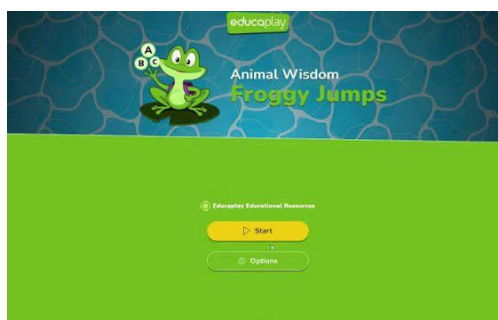 educaplay
A
B
C
Animal Wisdom
Froggy Jumps
Educaplay Educational Resources
Start
Options